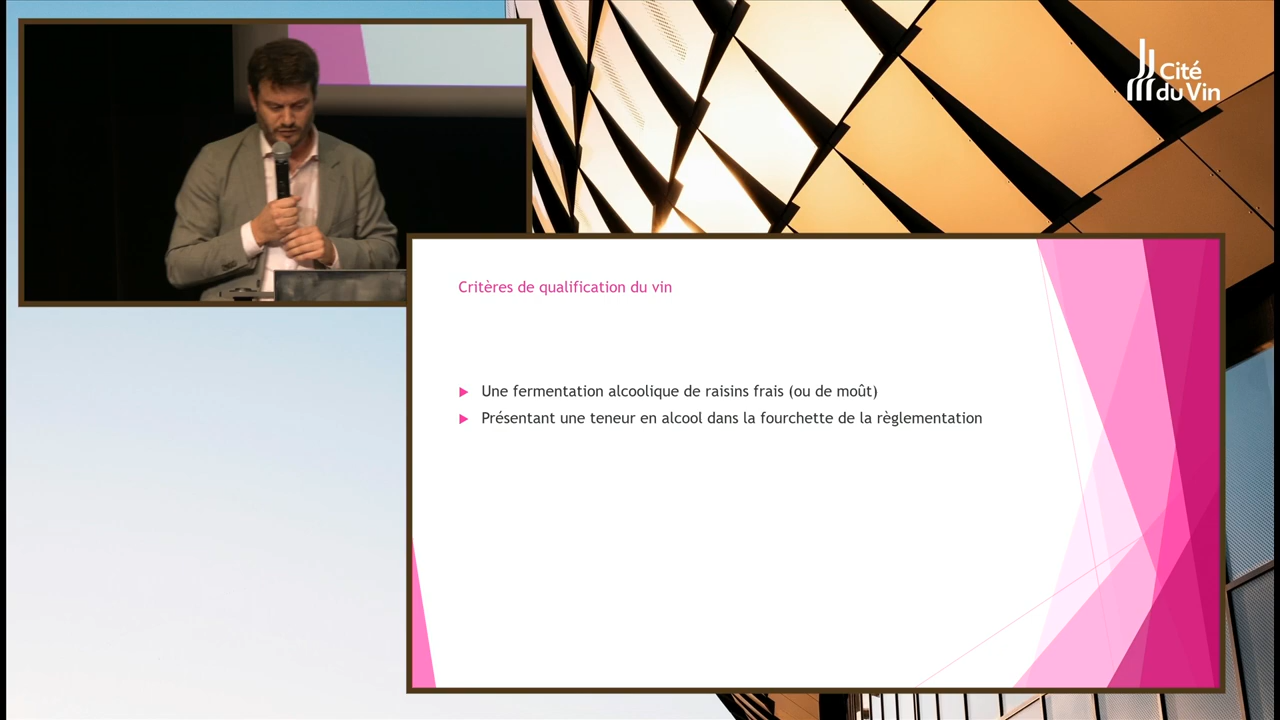 Cité
du Vin
Critères de qualification du vin
Une fermentation alcoolique de raisins frais (ou de moût)
Présentant une teneur en alcool dans la fourchette de la règlementation